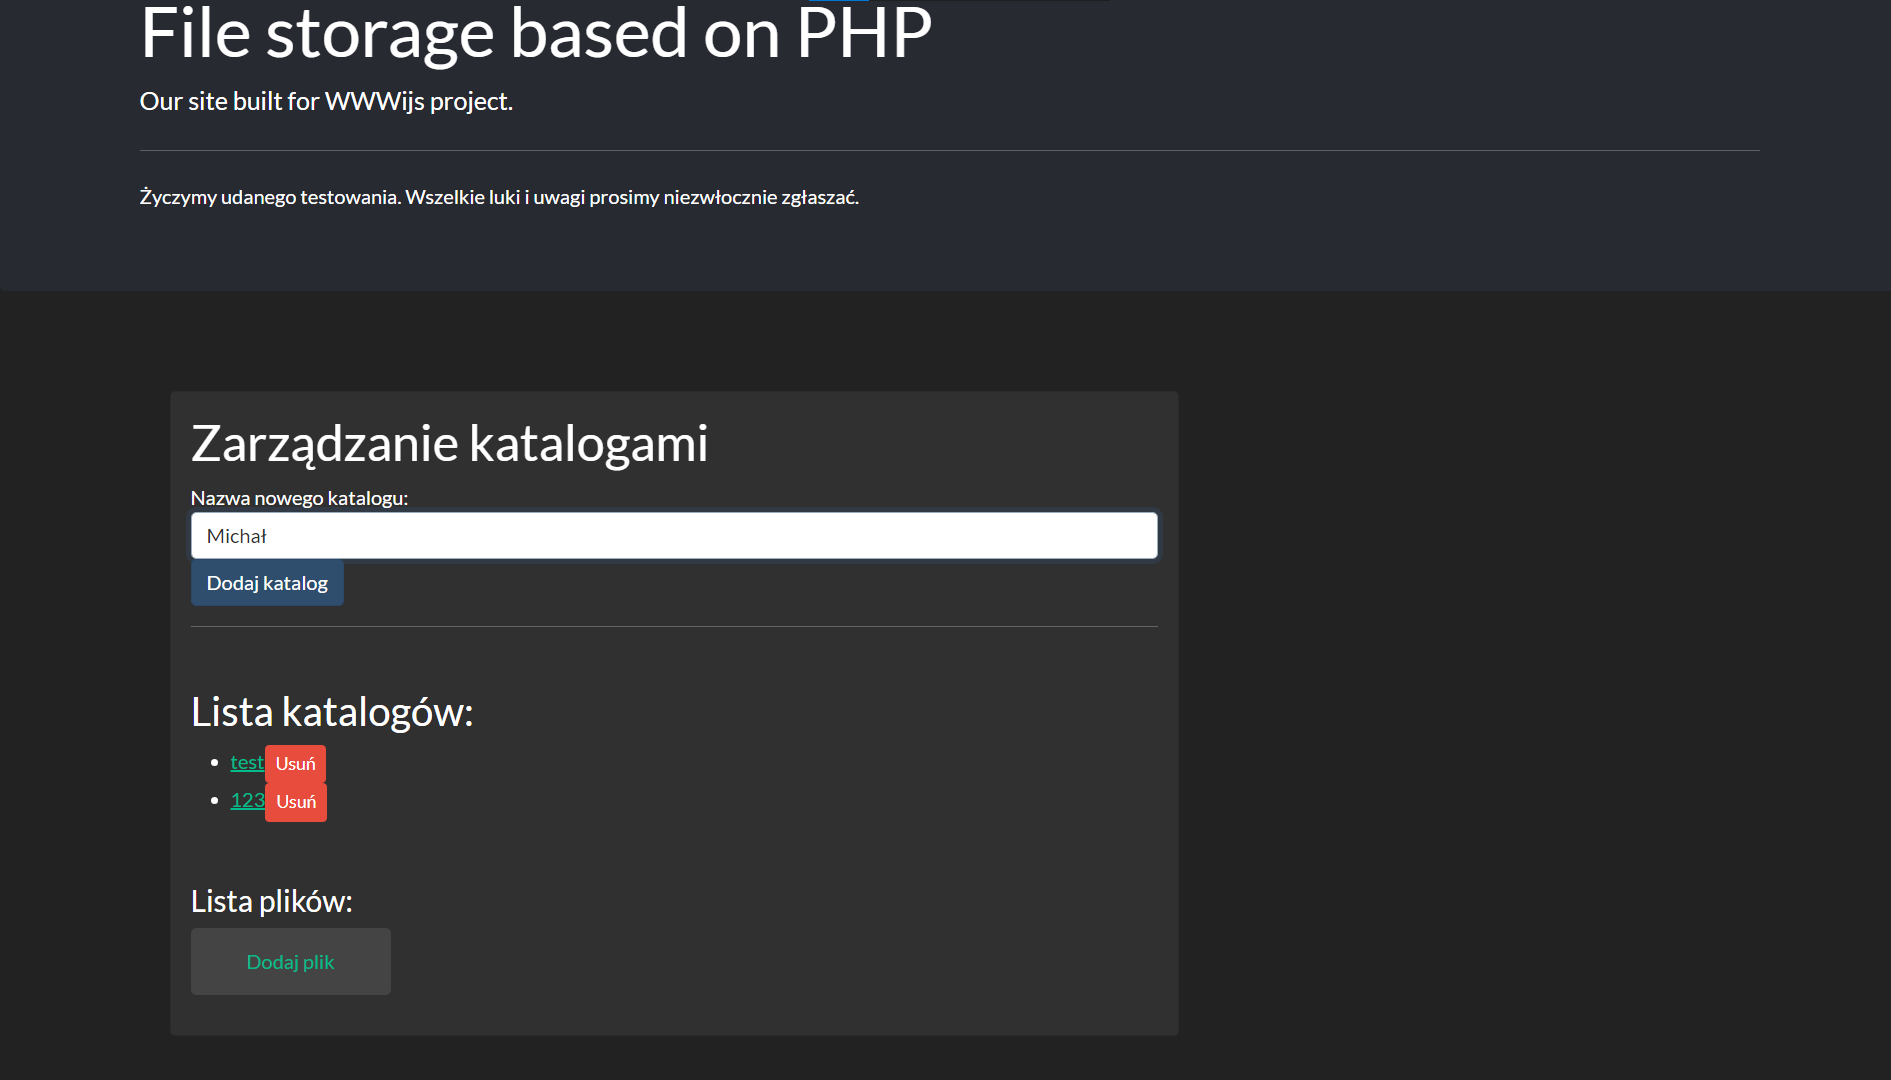 File storage based on PHP
Our site built for WWWijs project.
Życzymy udanego testowania. Wszelkie luki i uwagi prosimy niezwłocznie zgłaszać.
Zarządzanie katalogami
Nazwa nowego katalogu:
Michał
Dodaj katalog
Lista katalogów:
test Usuń
123 Usuń
Lista plików:
Dodaj plik